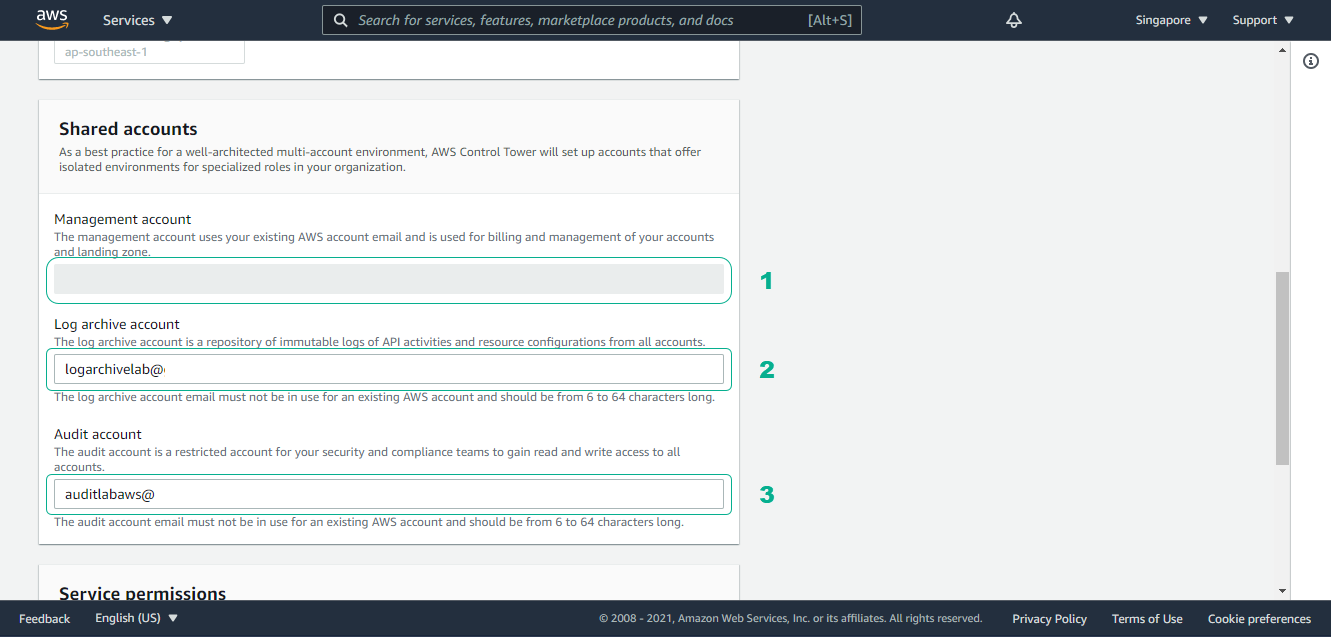 aws
Services ▼
Search for services, features, marketplace products, and docs [Alt+S]
Singapore ▼
Support ▼
ap-southeast-1
Shared accounts
As a best practice for a well-architected multi-account environment, AWS Control Tower will set up accounts that offer
isolated environments for specialized roles in your organization.
Management account
The management account uses your existing AWS account email and is used for billing and management of your accounts
and landing zone.
1
Log archive account
The log archive account is a repository of immutable logs of API activities and resource configurations from all accounts.
logarchivelab@
2
The log archive account email must not be in use for an existing AWS account and should be from 6 to 64 characters long.
Audit account
The audit account is a restricted account for your security and compliance teams to gain read and write access to all
accounts.
auditlabaws@
3
The audit account email must not be in use for an existing AWS account and should be from 6 to 64 characters long.
Service permissions
Feedback
English (US) ▼
© 2008 - 2021, Amazon Web Services, Inc. or its affiliates. All rights reserved.
Privacy Policy
Terms of Use
Cookie preferences